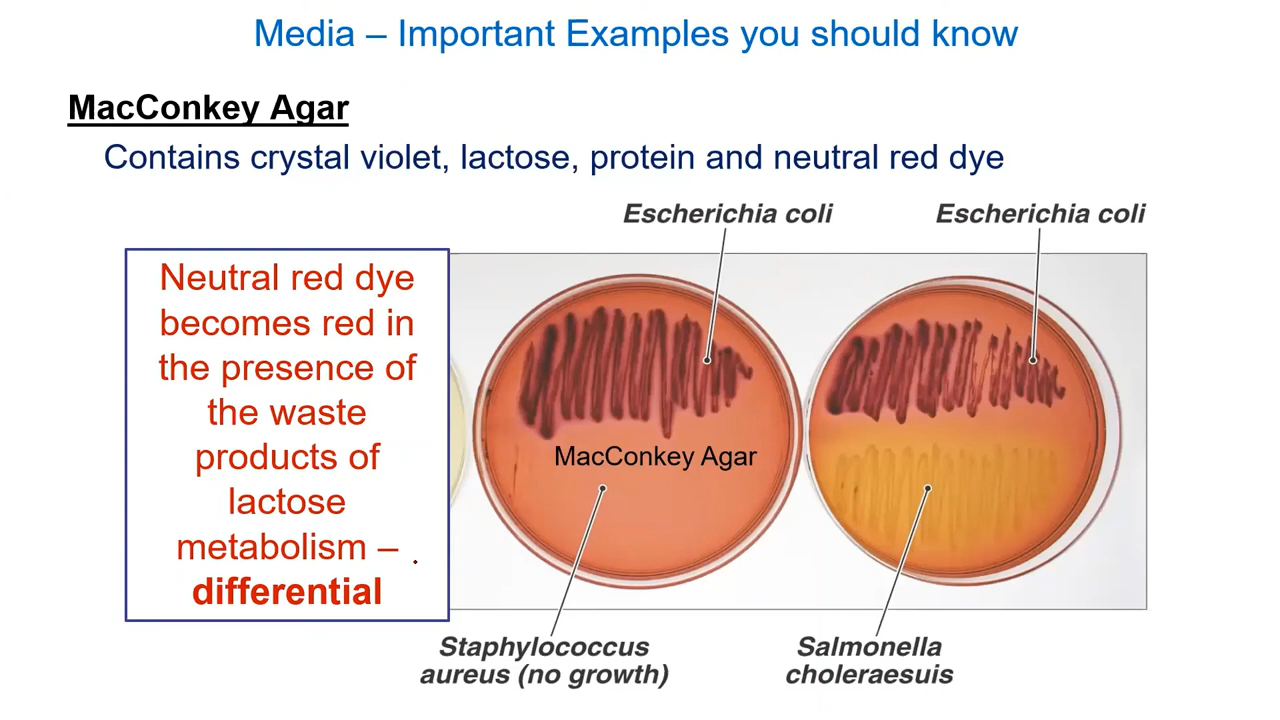 Media – Important Examples you should know
MacConkey Agar
Contains crystal violet, lactose, protein and neutral red dye
Escherichia coli
Escherichia coli
Neutral red dye
becomes red in
the presence of
the waste
products of
lactose
metabolism –
differential
MacConkey Agar
Staphylococcus
aureus (no growth)
Salmonella
choleraesuis